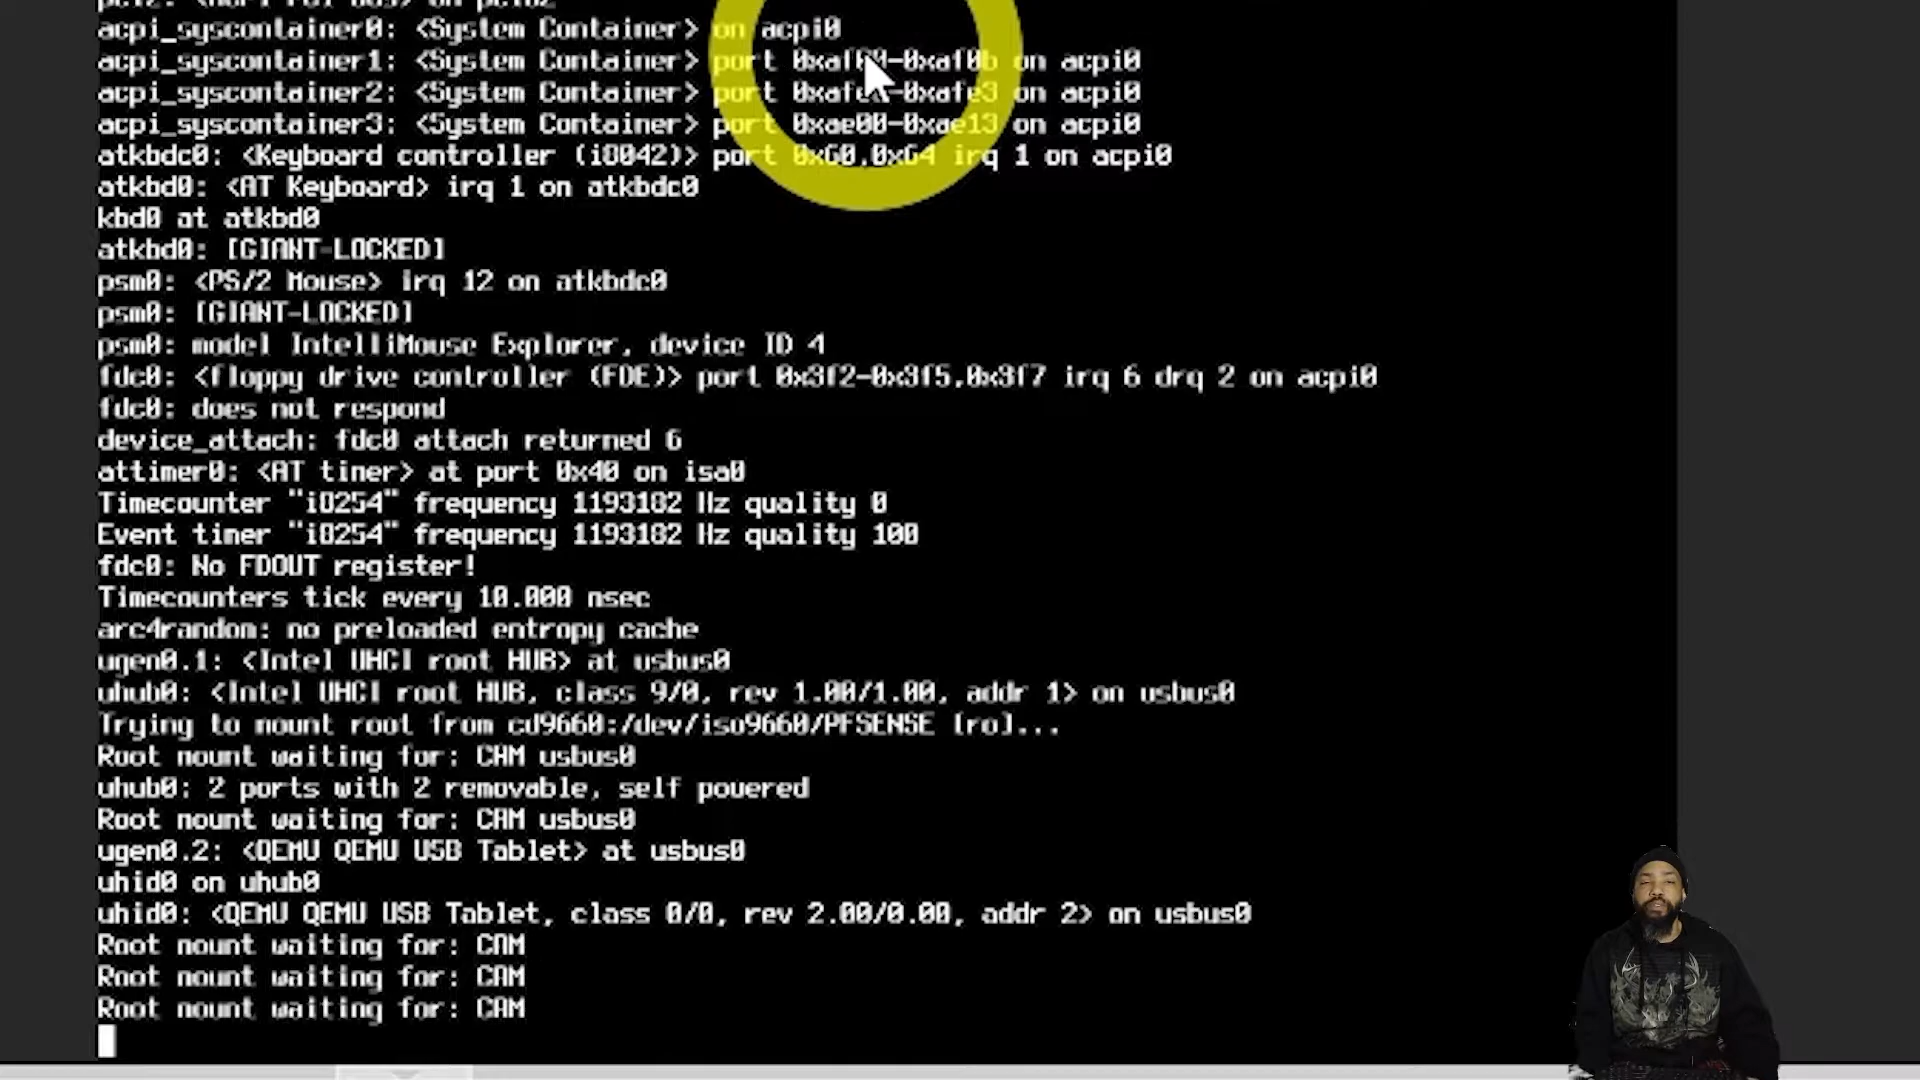 acpi_syscontainer0: <System Container> on acpi0
acpi_syscontainer1: <System Container> port 0xaf00-0xaf0b on acpi0
acpi_syscontainer2: <System Container> port 0xafe0-0xafe3 on acpi0
acpi_syscontainer3: <System Container> port 0xae00-0xae13 on acpi0
atkbdc0: <Keyboard controller (i8042)> port 0x60,0x64 irq 1 on acpi0
atkbd0: <AT Keyboard> irq 1 on atkbdc0
kbd0 at atkbd0
atkbd0: [GIANT-LOCKED]
psm0: <PS/2 Mouse> irq 12 on atkbdc0
psm0: [GIANT-LOCKED]
psm0: model IntelliMouse Explorer, device ID 4
fdc0: <floppy drive controller (FDE)> port 0x3f2-0x3f5,0x3f7 irq 6 drq 2 on acpi0
fdc0: does not respond
device_attach: fdc0 attach returned 6
attimer0: <AT timer> at port 0x40 on isa0
Timecounter "i8254" frequency 1193182 Hz quality 0
Event timer "i8254" frequency 1193182 Hz quality 100
fdc0: No FDOUT register!
Timecounters tick every 10.000 msec
arc4random: no preloaded entropy cache
ugen0.1: <Intel UHCI root HUB> at usbus0
uhub0: <Intel UHCI root HUB, class 9/0, rev 1.00/1.00, addr 1> on usbus0
Trying to mount root from cd9660:/dev/iso9660/PFSENSE [ro]...
Root mount waiting for: CAM usbus0
uhub0: 2 ports with 2 removable, self powered
Root mount waiting for: CAM usbus0
ugen0.2: <QEMU QEMU USB Tablet> at usbus0
uhid0 on uhub0
uhid0: <QEMU QEMU USB Tablet, class 0/0, rev 2.00/0.00, addr 2> on usbus0
Root mount waiting for: CAM
Root mount waiting for: CAM
Root mount waiting for: CAM